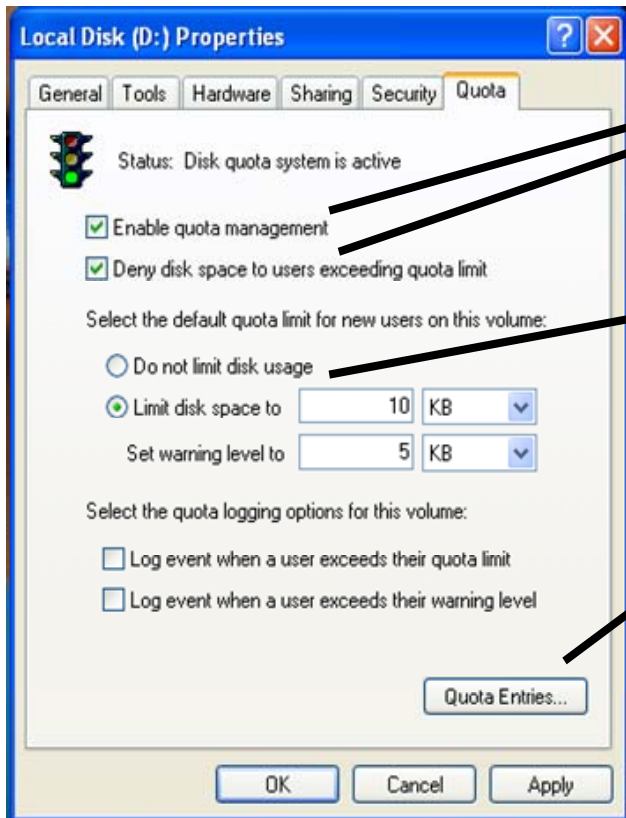 Local Disk (D:) Properties
General Tools Hardware Sharing Security Quota
Status: Disk quota system is active
Enable quota management
Deny disk space to users exceeding quota limit
Select the default quota limit for new users on this volume:
Do not limit disk usage
Limit disk space to 10 KB
Set warning level to 5 KB
Select the quota logging options for this volume:
Log event when a user exceeds their quota limit
Log event when a user exceeds their warning level
Quota Entries...
OK Cancel Apply